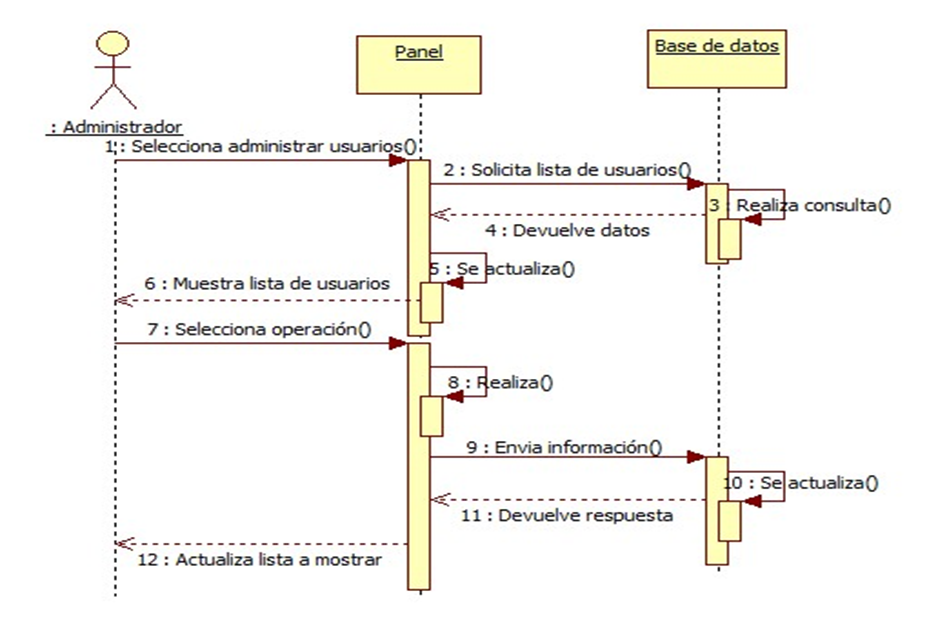 Panel
Base de datos
: Administrador
1 : Selecciona administrar usuarios()
2 : Solicita lista de usuarios()
3 : Realiza consulta()
4 : Devuelve datos
5 : Se actualiza()
6 : Muestra lista de usuarios
7 : Selecciona operación()
8 : Realiza()
9 : Envia información()
10 : Se actualiza()
11 : Devuelve respuesta
12 : Actualiza lista a mostrar